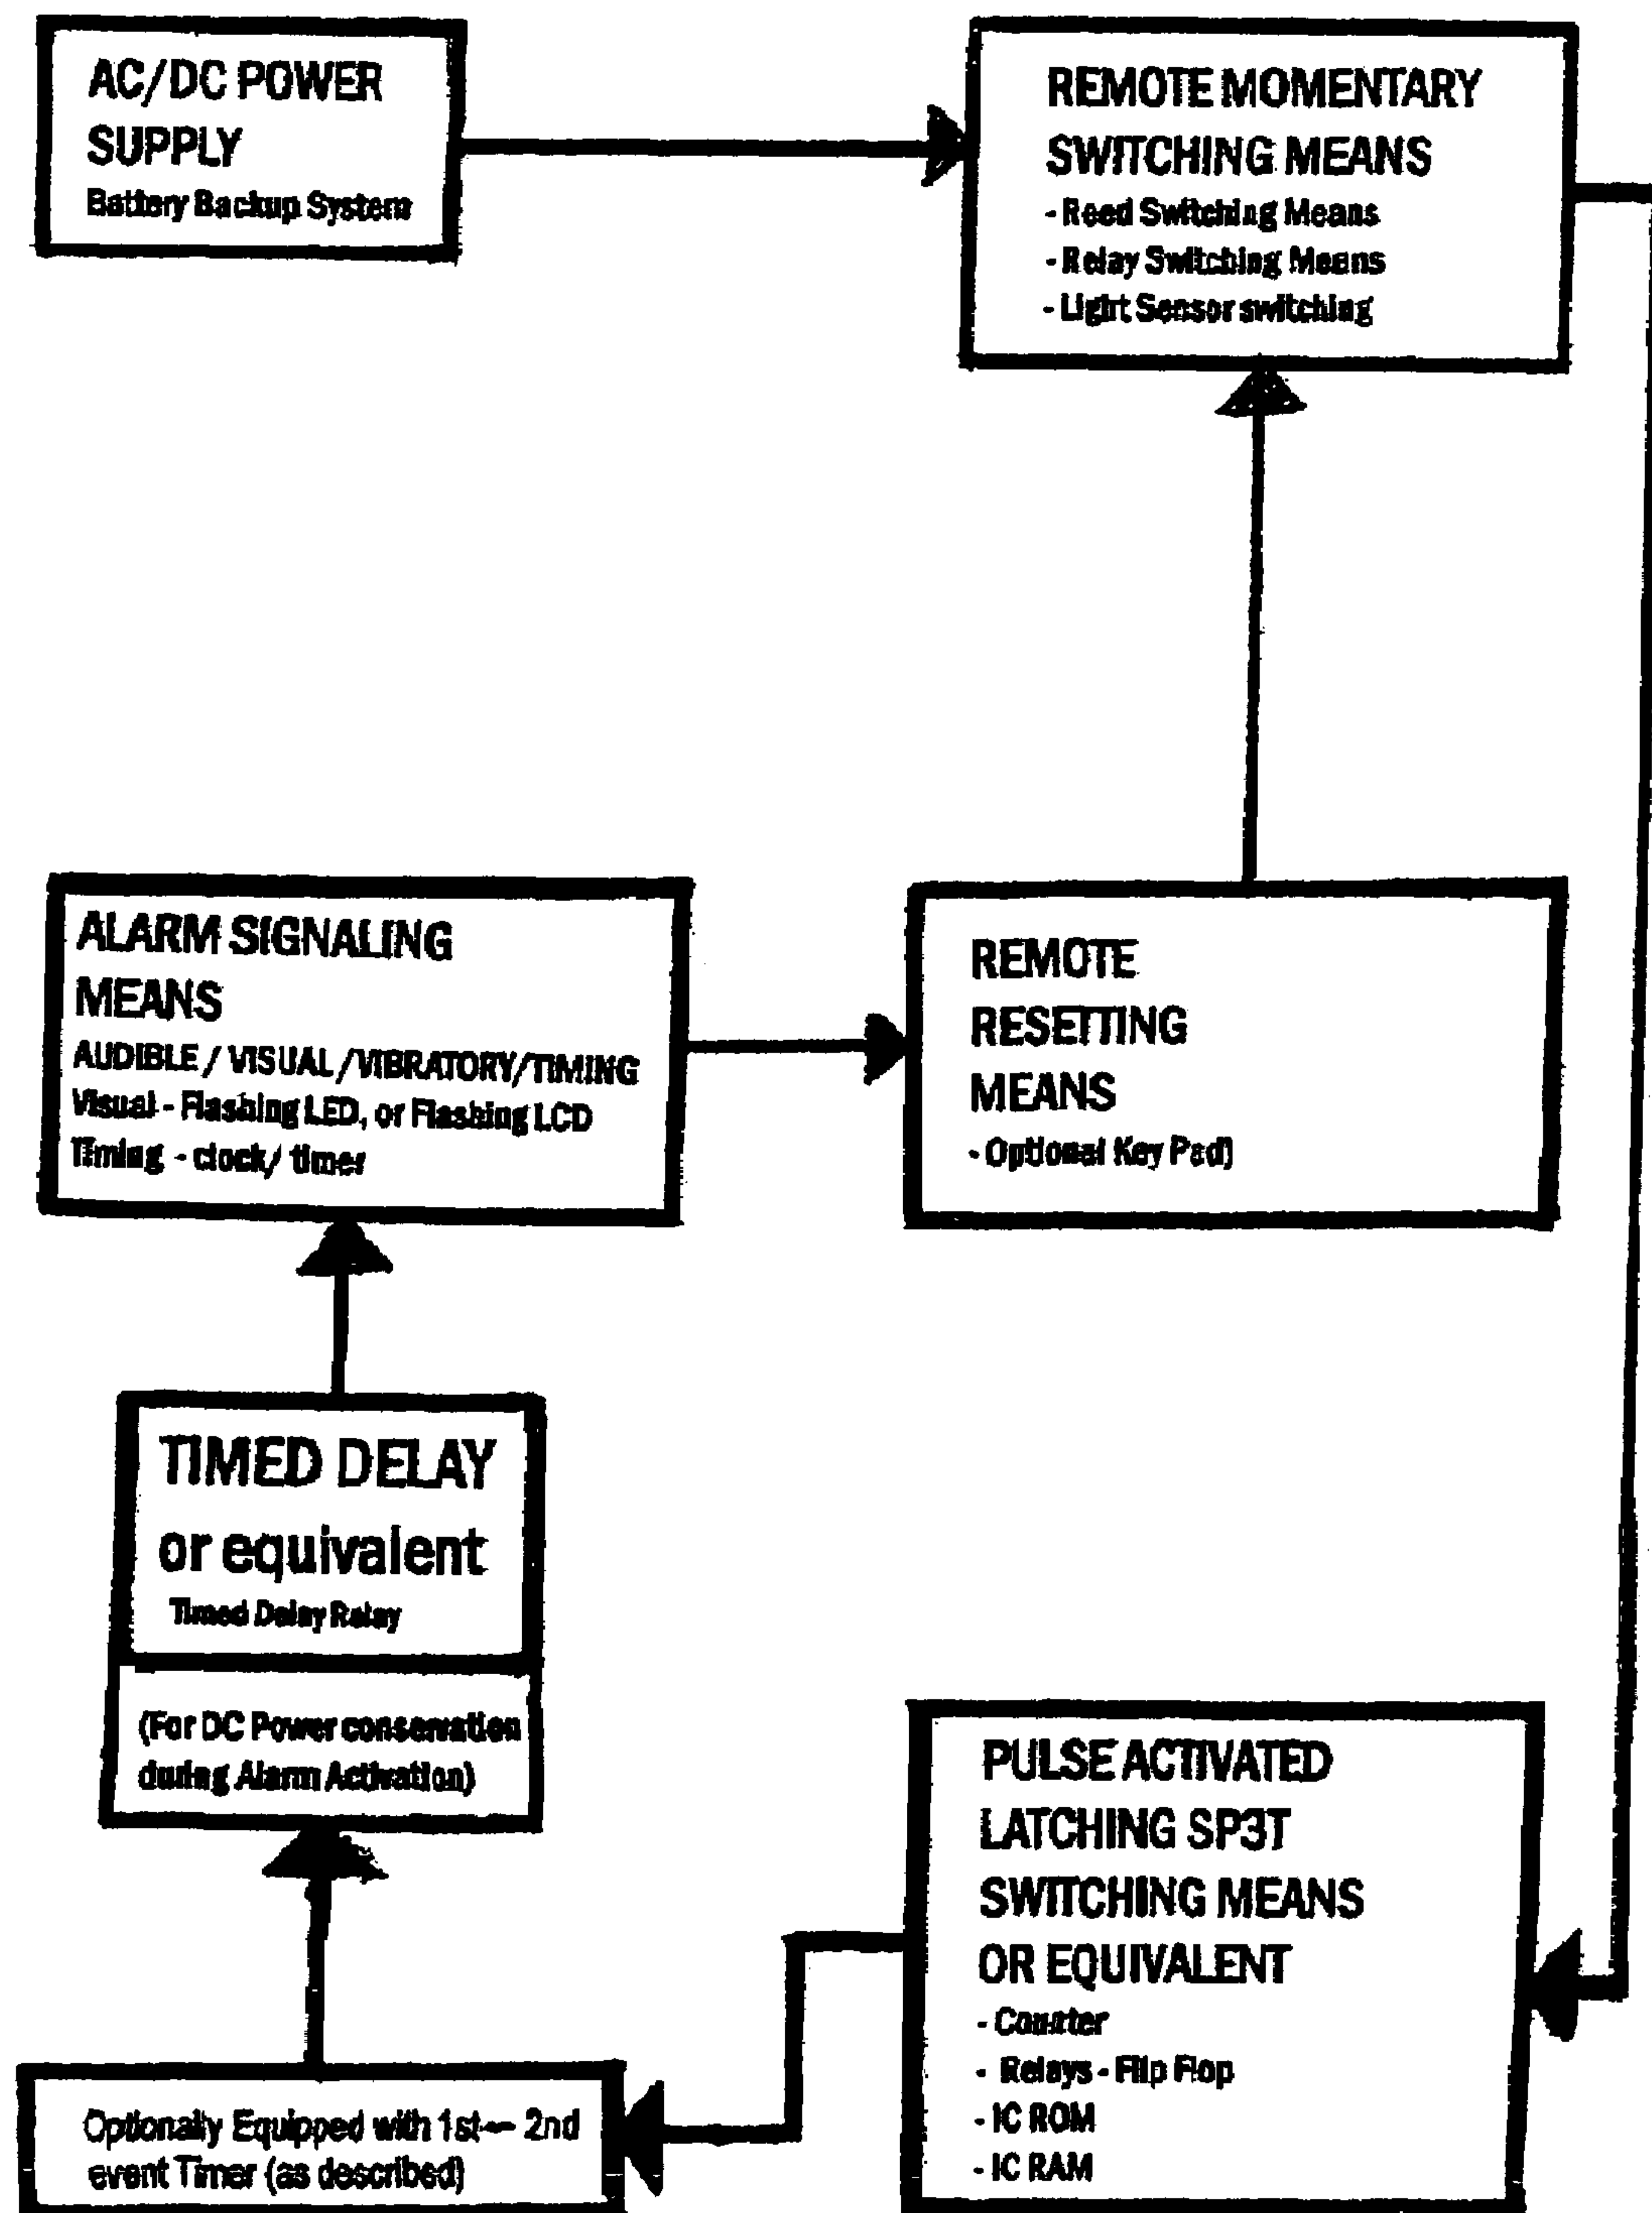 AC/DC POWER
SUPPLY
Battery Backup System
REMOTE MOMENTARY
SWITCHING MEANS
- Reed Switching Means
- Relay Switching Means
- Light Sensor switching
ALARM SIGNALING
MEANS
AUDIBLE / VISUAL /VIBRATORY/TIMING
Visual - Flashing LED, or Flashing LCD
Timing - clock/ timer
REMOTE
RESETTING
MEANS
- Optional Key Pad)
TIMED DELAY
or equivalent
Timed Delay Relay
(For DC Power conservation
during Alarm Activation)
PULSE ACTIVATED
LATCHING SP3T
SWITCHING MEANS
OR EQUIVALENT
- Counter
- Relays - Flip Flop
- IC ROM
- IC RAM
Optionally Equipped with 1st — 2nd
event Timer (as described)